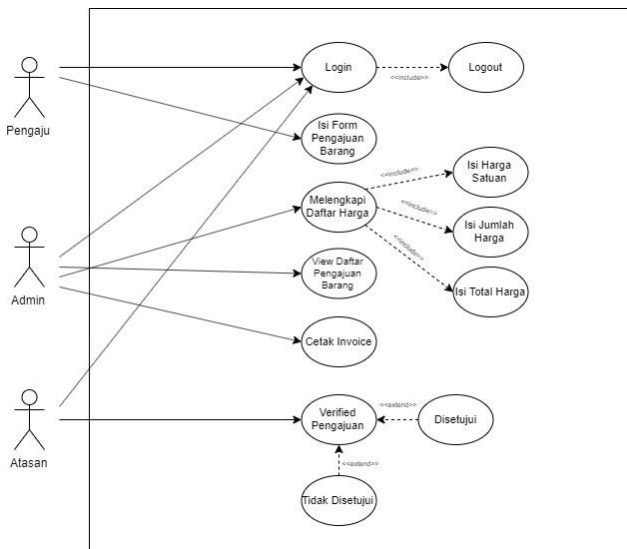 Login
<<include>>
Logout
Pengaju
Isi Form
Pengajuan
Barang
<<include>>
Isi Harga
Satuan
Melengkapi
Daftar Harga
<<include>>
Isi Jumlah
Harga
<<include>>
Isi Total Harga
View Daftar
Pengajuan
Barang
Admin
Cetak Invoice
Verified
Pengajuan
<<extend>>
Disetujui
Atasan
<<extend>>
Tidak Disetujui